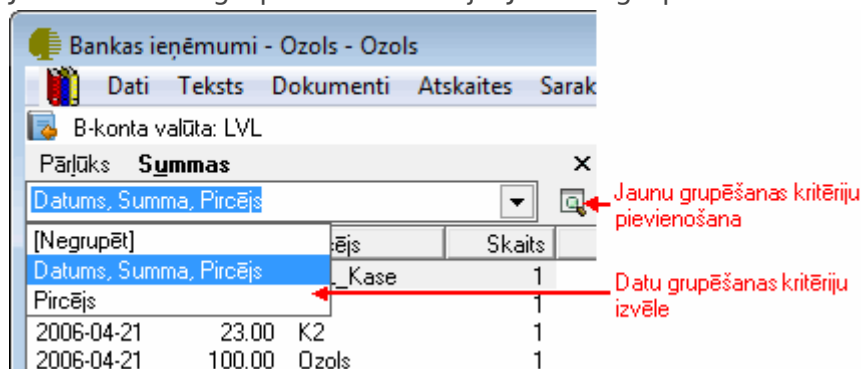 Bankas ieņēmumi - Ozols - Ozols
Dati Teksts Dokumenti Atskaites Sarak
B-konta valūta: LVL
Pārlūks Summas
Datums, Summa, Pircējs
Jaunu grupēšanas kritēriju
pievienošana
[Negrupēt]
ējs Skaits
Datums, Summa, Pircējs
_Kase 1
Pircējs
1
Datu grupēšanas kritēriju
izvēle
2006-04-21 23.00 K2 1
2006-04-21 100.00 Ozols 1